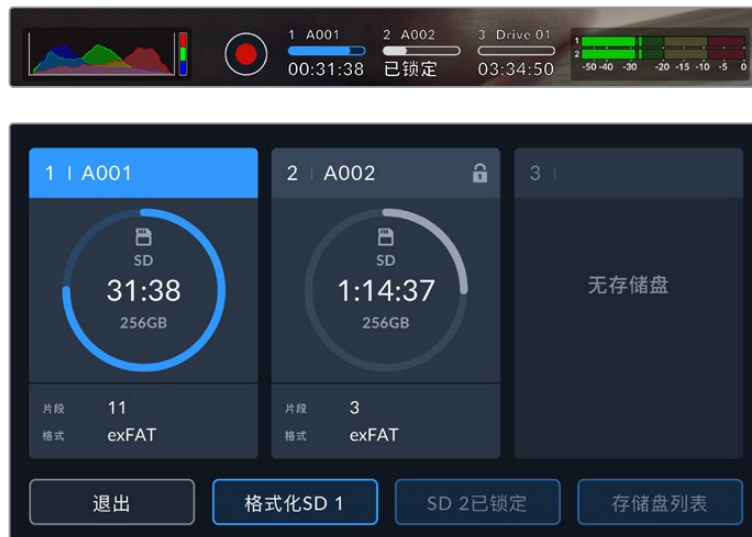 1 A001 2 A002 3 Drive 01
00:31:38 已锁定 03:34:50
1
2
-50 -40 -30 -20 -15 -10 -5 0
1 | A001
SD
31:38
256GB
片段 11
格式 exFAT
2 | A002
SD
1:14:37
256GB
片段 3
格式 exFAT
3 |
无存储盘
退出 格式化SD 1 SD 2已锁定 存储盘列表